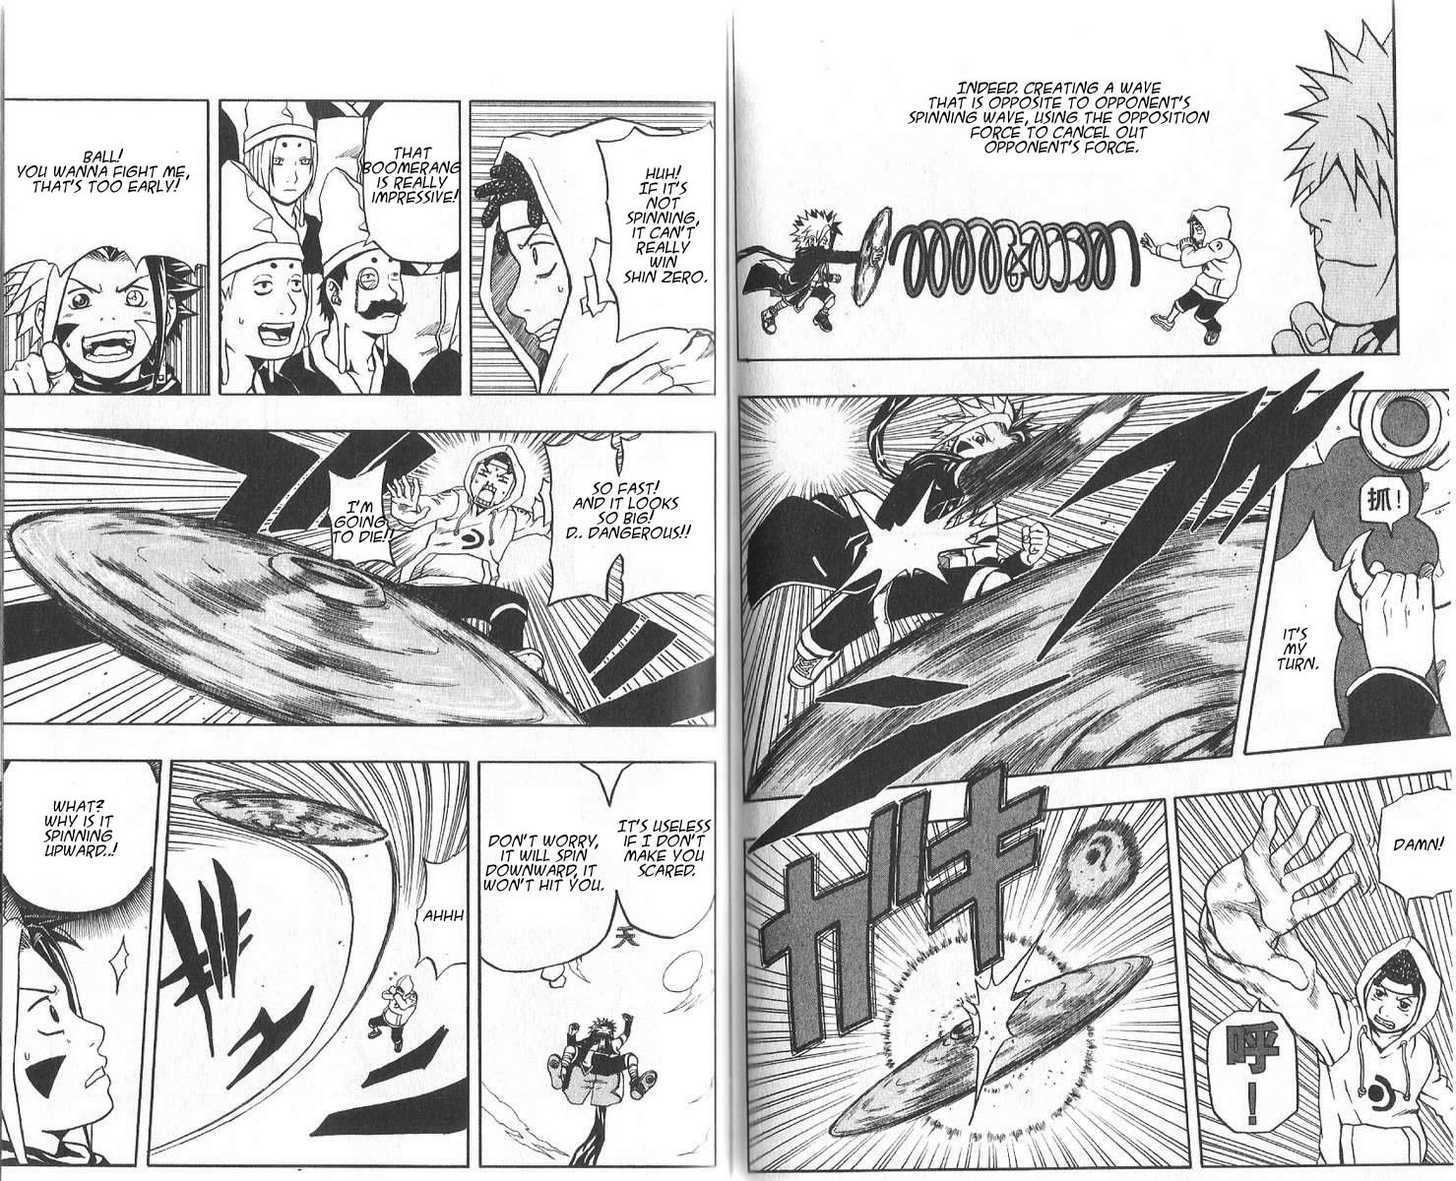 INDEED. CREATING A WAVE
THAT IS OPPOSITE TO OPPONENT'S
SPINNING WAVE, USING THE OPPOSITION
FORCE TO CANCEL OUT
OPPONENT'S FORCE.
抓!
IT'S
MY
TURN.
DAMN!
呼!
ガキ
HUH!
IF IT'S
NOT
SPINNING,
IT CAN'T
REALLY
WIN
SHIN ZERO.
THAT
BOOMERANG
IS REALLY
IMPRESSIVE!
BALL!
YOU WANNA FIGHT ME,
THAT'S TOO EARLY!
SO FAST!
AND IT LOOKS
SO BIG!
D.. DANGEROUS!!
I'M
GOING
TO DIE!!
IT'S USELESS
IF I DON'T
MAKE YOU
SCARED.
DON'T WORRY,
IT WILL SPIN
DOWNWARD, IT
WON'T HIT YOU.
天
AHHH
WHAT?
WHY IS IT
SPINNING
UPWARD..!